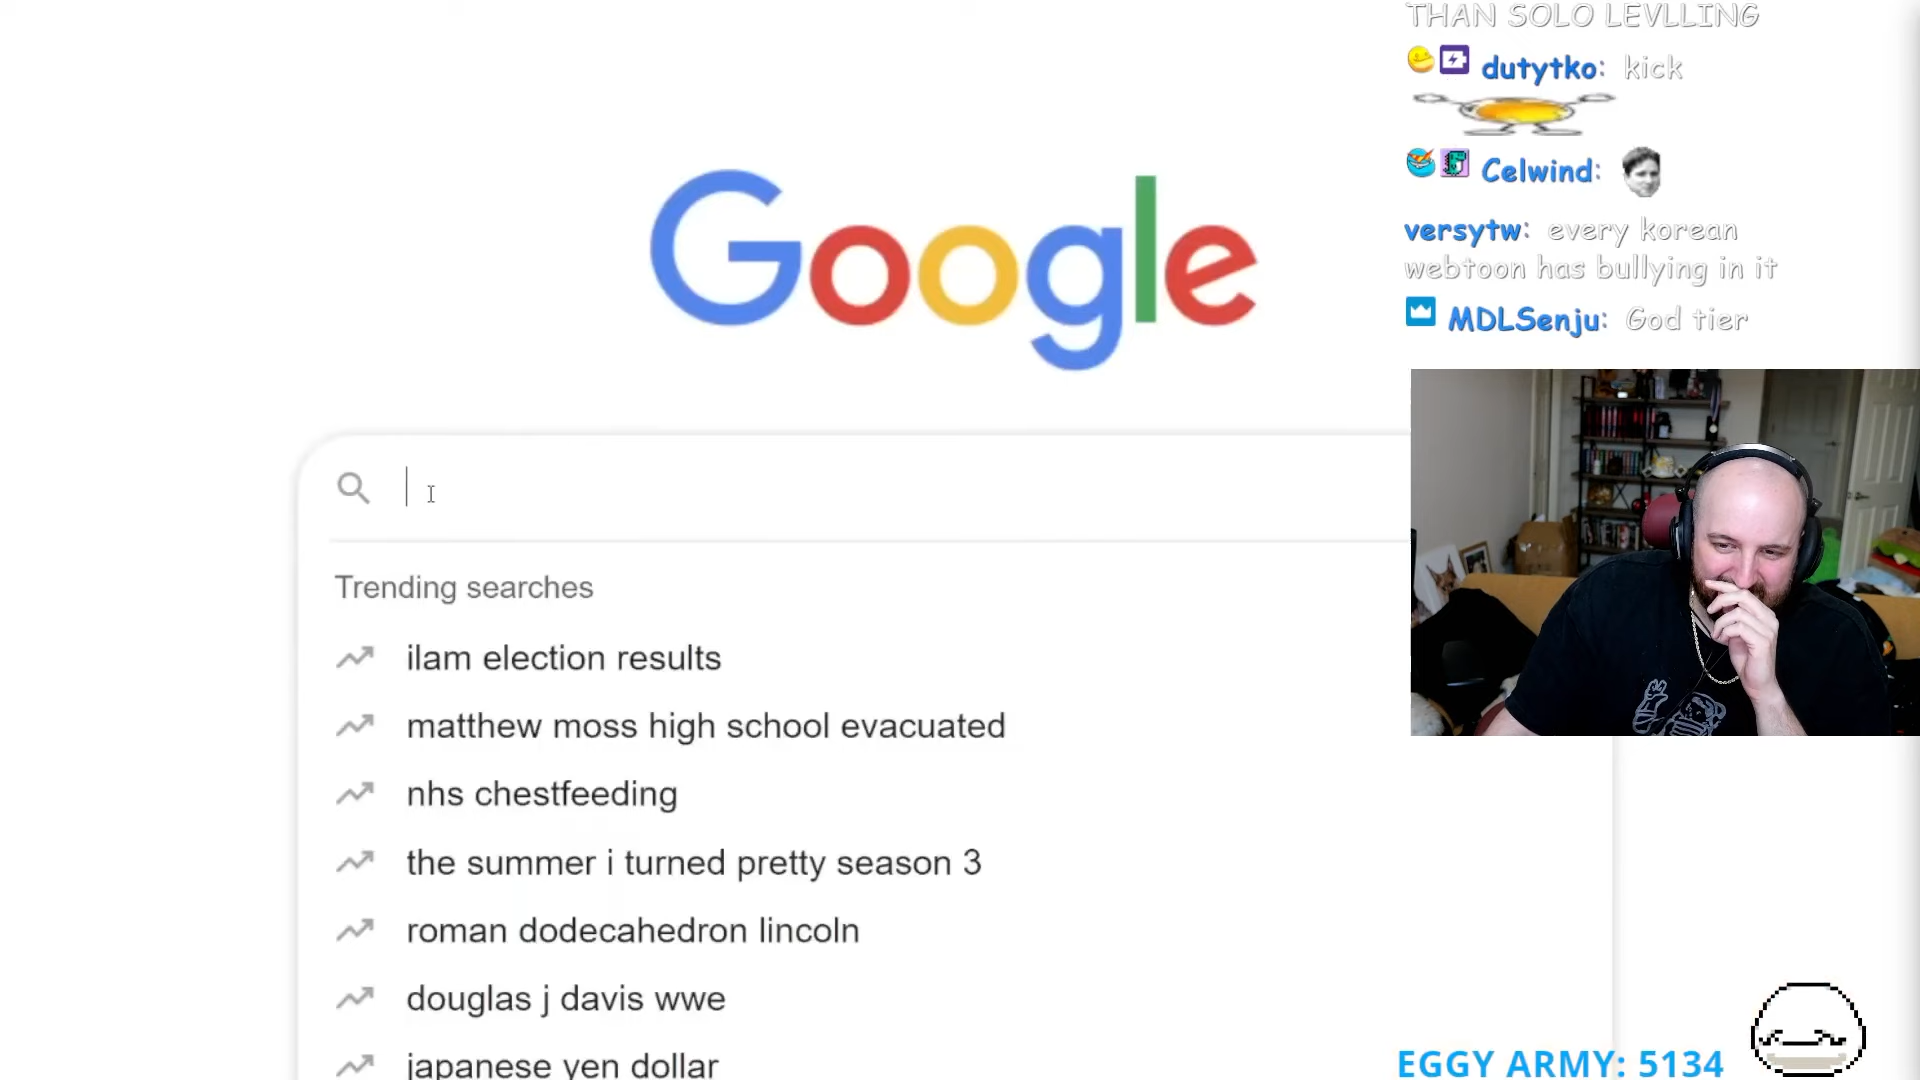 THAN SOLO LEVLLING
dutytko: kick
Celwind:
versytw: every korean
webtoon has bullying in it
MDLSenju: God tier
Google
Trending searches
ilam election results
matthew moss high school evacuated
nhs chestfeeding
the summer i turned pretty season 3
roman dodecahedron lincoln
douglas j davis wwe
japanese yen dollar
EGGY ARMY: 5134